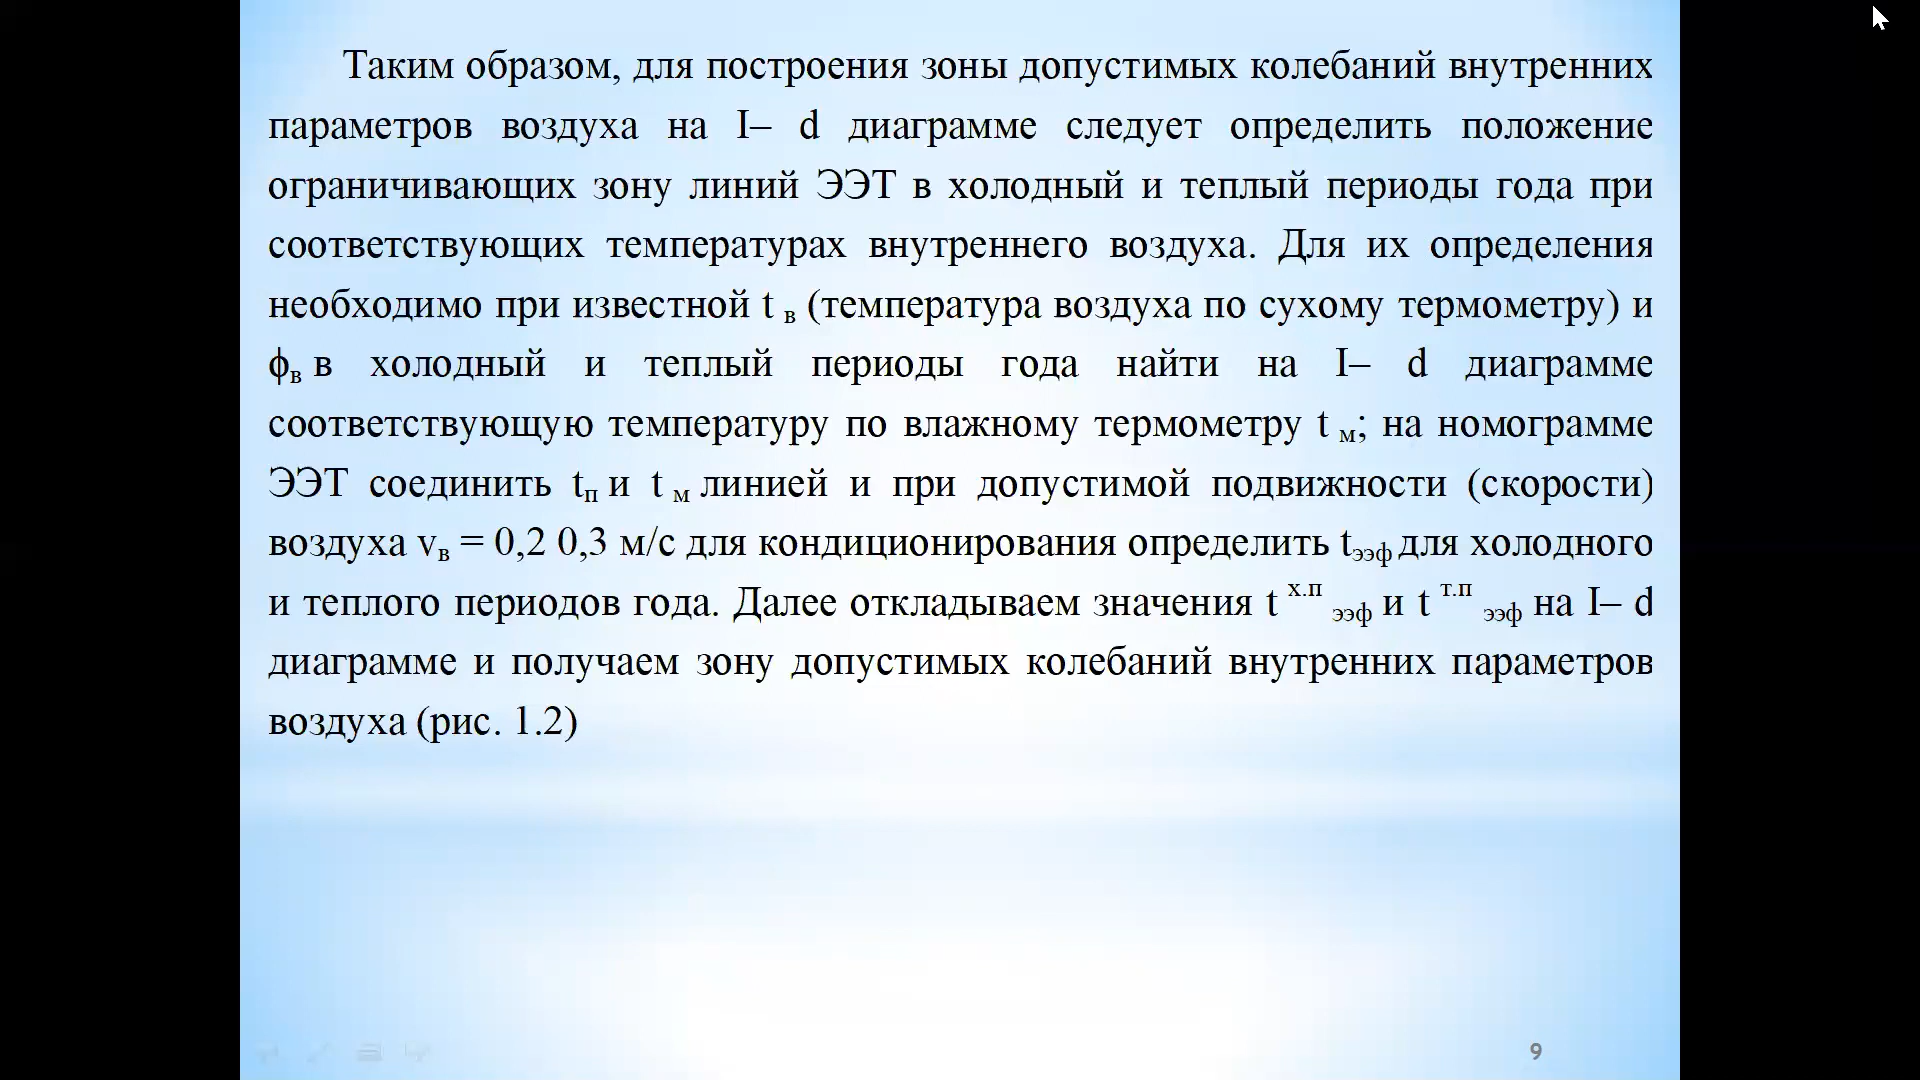 Таким образом, для построения зоны допустимых колебаний внутренних
параметров воздуха на I– d диаграмме следует определить положение
ограничивающих зону линий ЭЭТ в холодный и теплый периоды года при
соответствующих температурах внутреннего воздуха. Для их определения
необходимо при известной t в (температура воздуха по сухому термометру) и
ϕв в холодный и теплый периоды года найти на I– d диаграмме
соответствующую температуру по влажному термометру t м; на номограмме
ЭЭТ соединить tп и t м линией и при допустимой подвижности (скорости)
воздуха vв = 0,2 0,3 м/с для кондиционирования определить tээф для холодного
и теплого периодов года. Далее откладываем значения t х.п ээф и t т.п ээф на I– d
диаграмме и получаем зону допустимых колебаний внутренних параметров
воздуха (рис. 1.2)
9